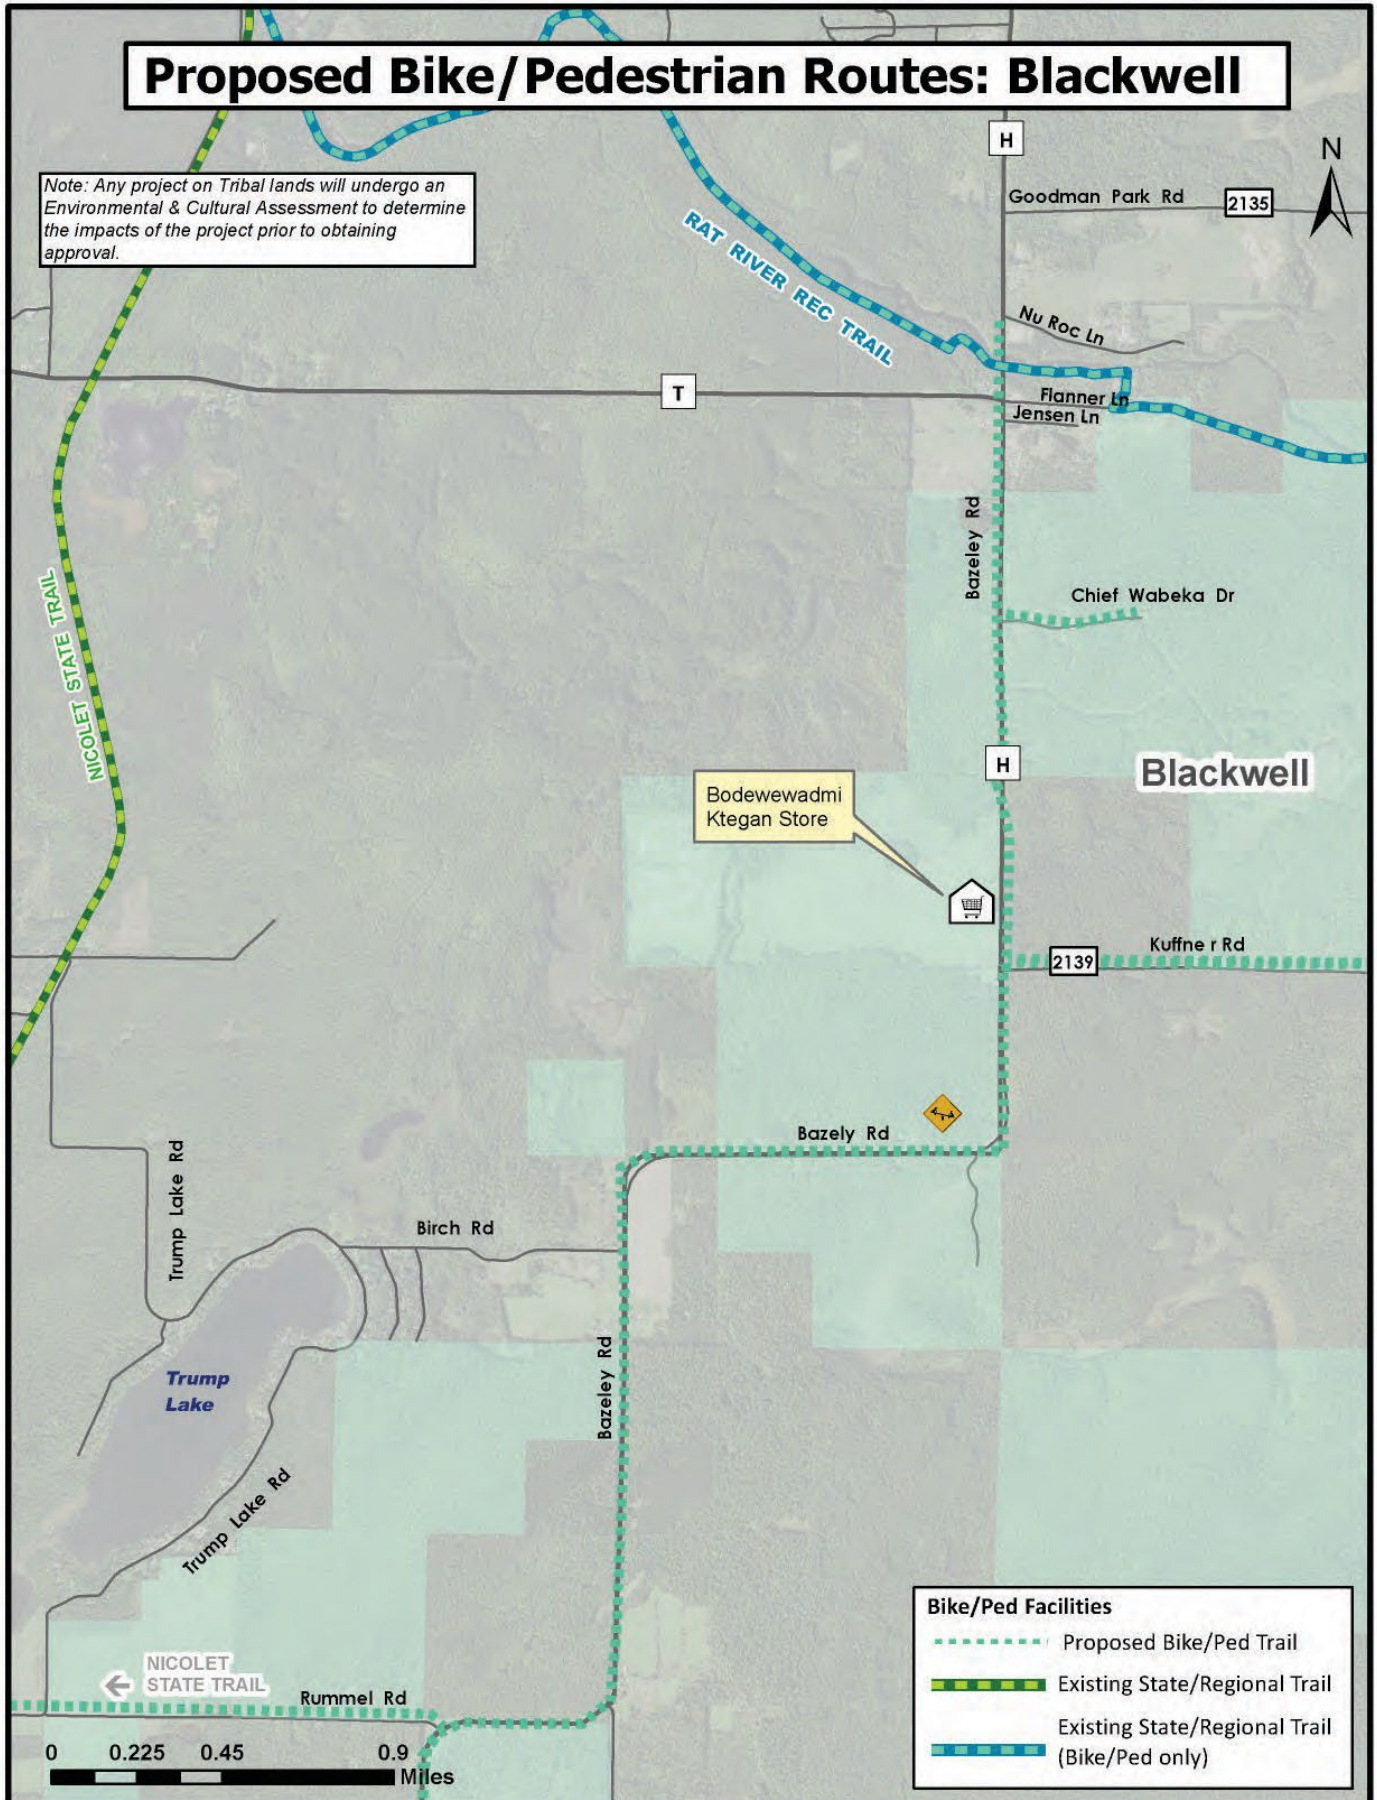 Proposed Bike/Pedestrian Routes: Blackwell
Note: Any project on Tribal lands will undergo an
Environmental & Cultural Assessment to determine
the impacts of the project prior to obtaining
approval.
H
N
Goodman Park Rd
2135
RAT RIVER REC TRAIL
Nu Roc Ln
T
Flanner Ln
Jensen Ln
Bazeley Rd
NICOLET STATE TRAIL
Chief Wabeka Dr
H
Blackwell
Bodewewadmi
Ktegan Store
Kuffne r Rd
2139
Bazely Rd
Trump Lake Rd
Birch Rd
Bazeley Rd
Trump
Lake
Trump Lake Rd
NICOLET
STATE TRAIL
Rummel Rd
0 0.225 0.45 0.9
Miles
Bike/Ped Facilities
Proposed Bike/Ped Trail
Existing State/Regional Trail
Existing State/Regional Trail
(Bike/Ped only)